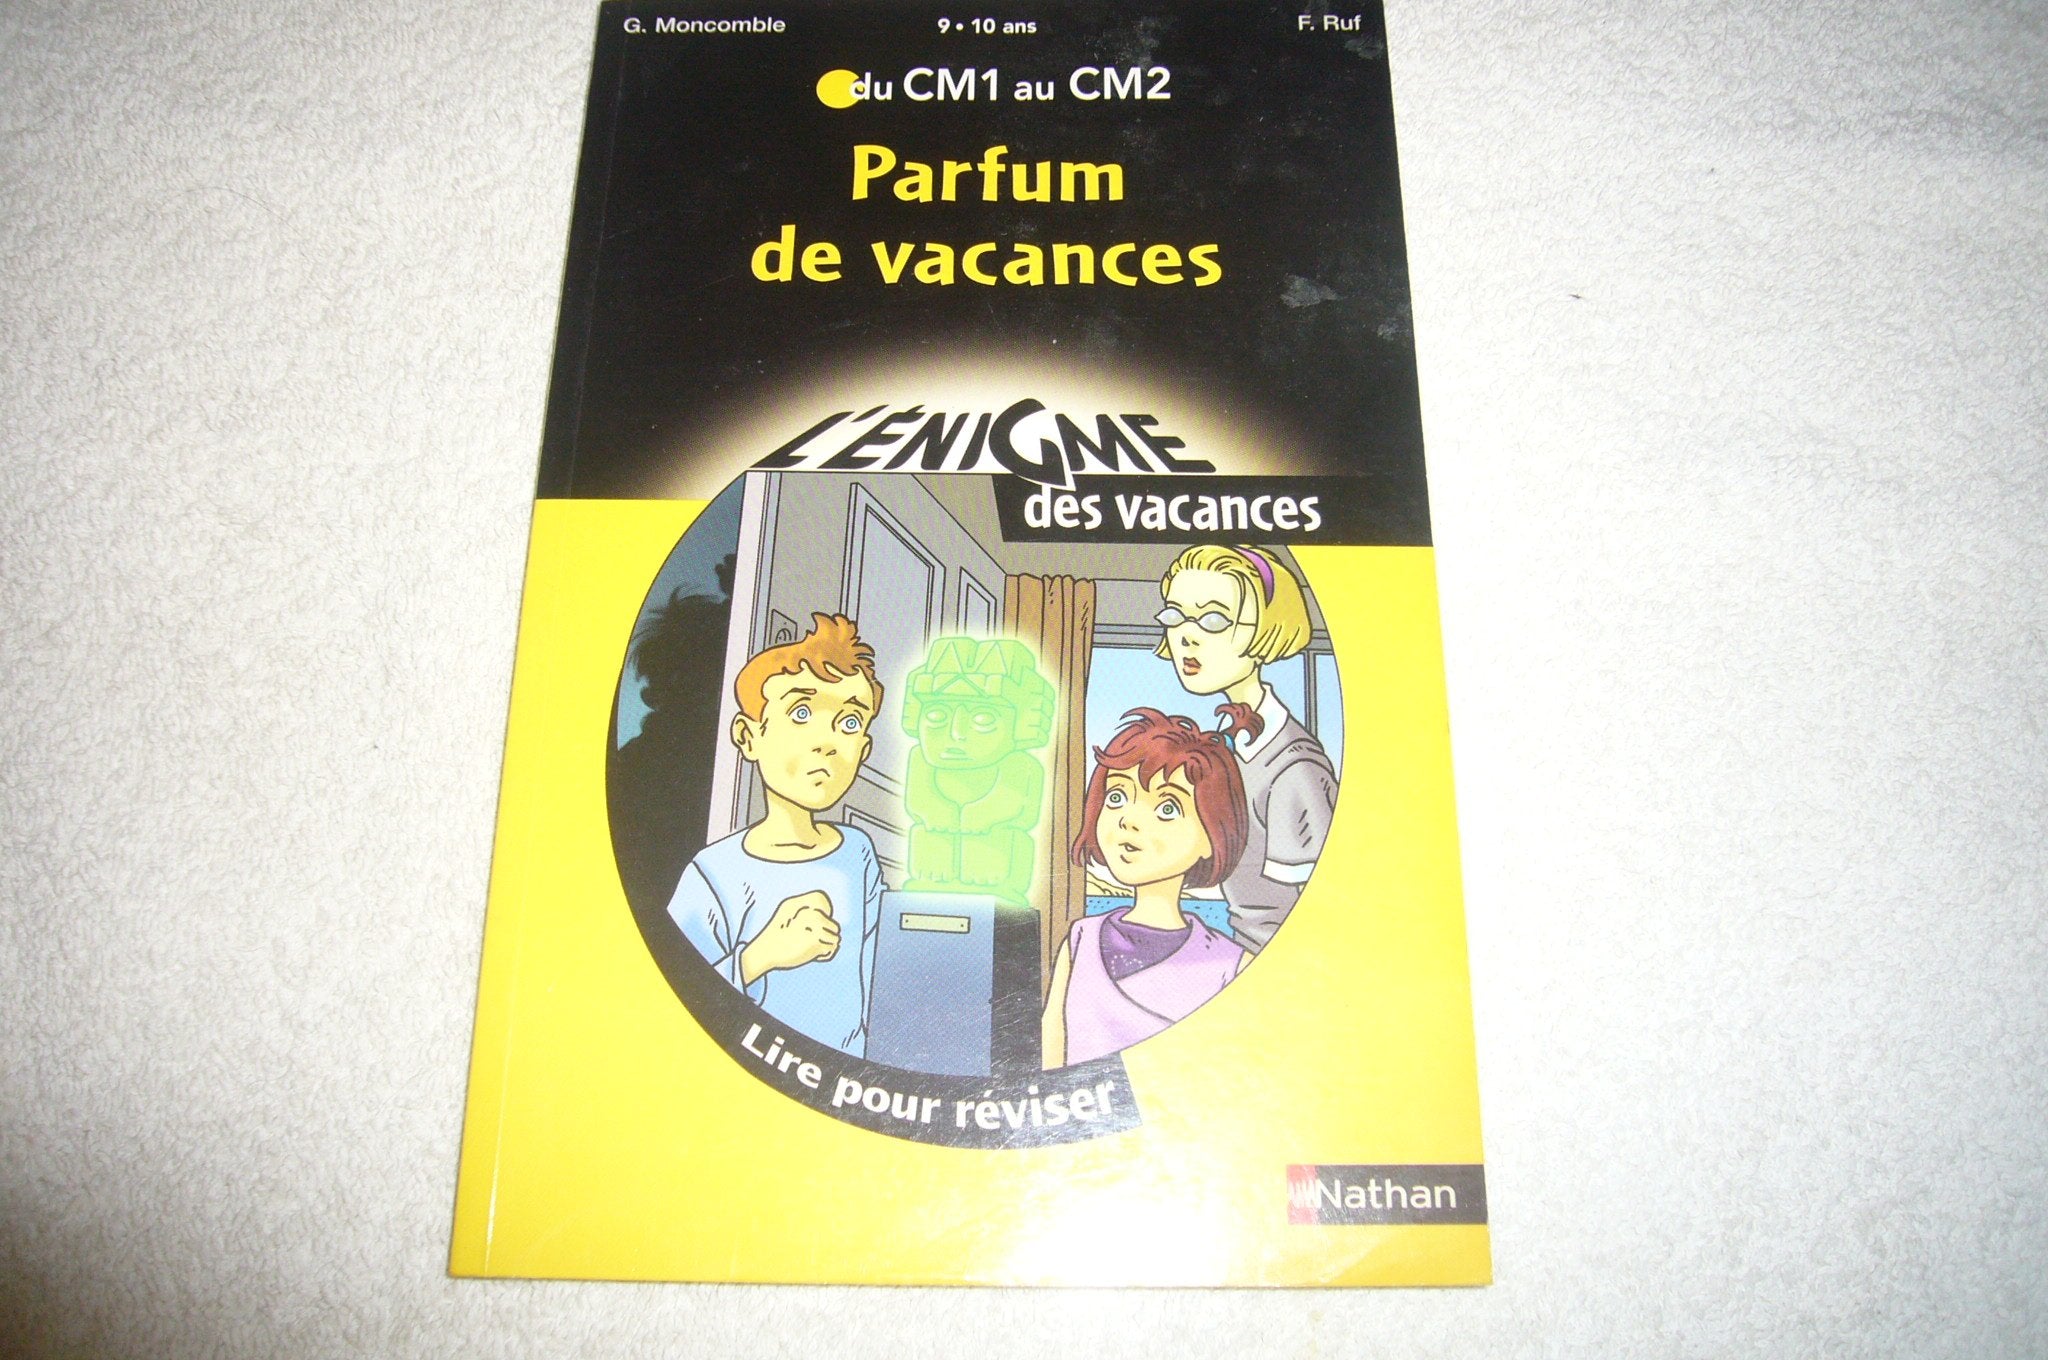 G. Moncomble 9 • 10 ans F. Ruf
du CM1 au CM2
Parfum
de vacances
L'ÉNIGME
des vacances
Lire pour réviser
Nathan